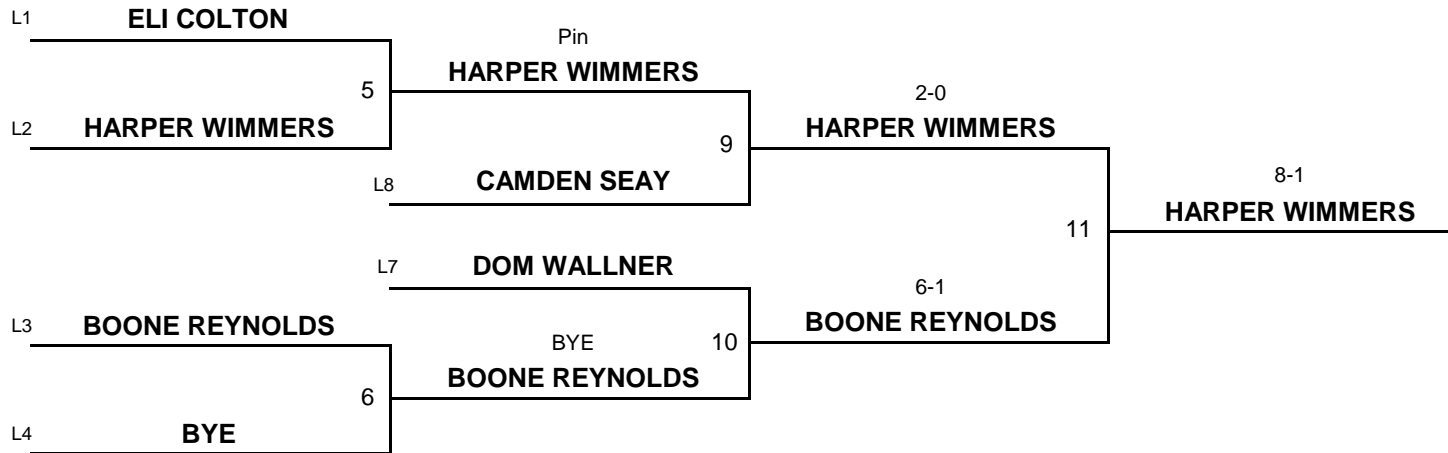 L1 ELI COLTON
Pin
5 HARPER WIMMERS
2-0
L2 HARPER WIMMERS
9 HARPER WIMMERS
L8 CAMDEN SEAY
8-1
11 HARPER WIMMERS
L7 DOM WALLNER
6-1
L3 BOONE REYNOLDS
BYE 10 BOONE REYNOLDS
6 BOONE REYNOLDS
L4 BYE